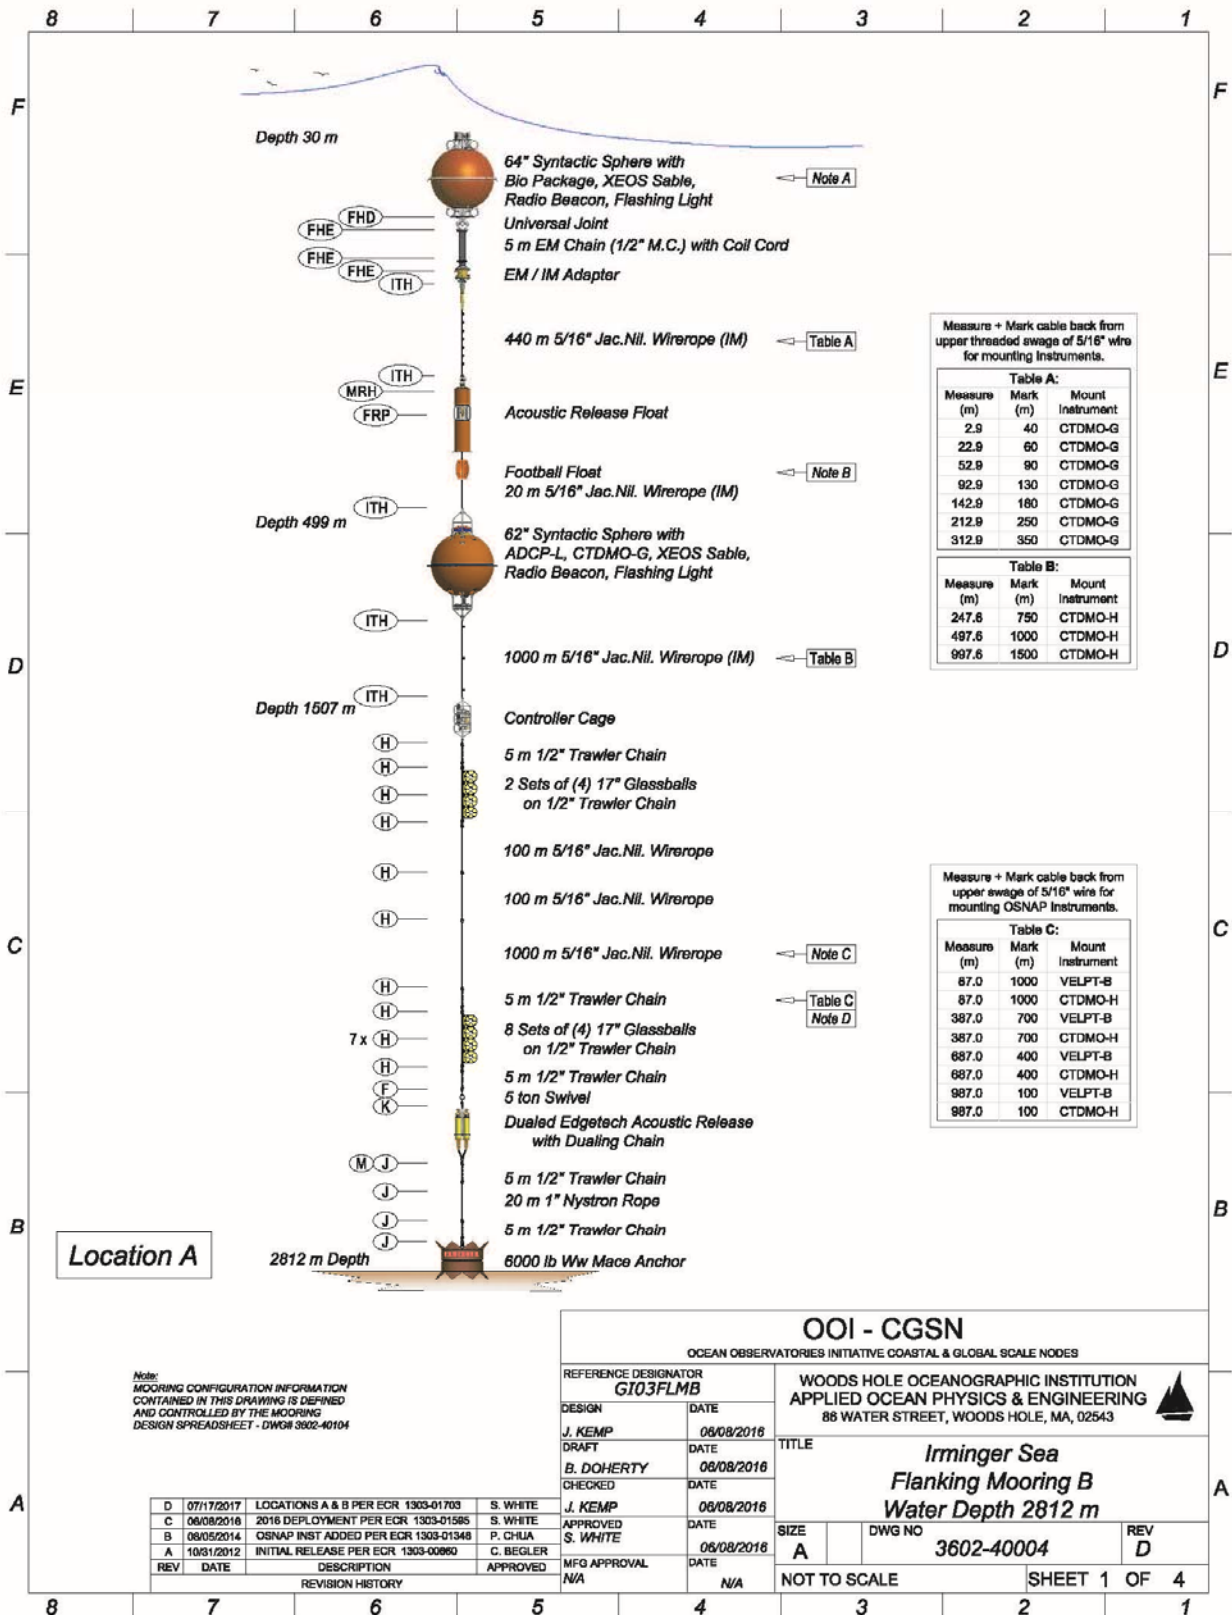 8 7 6 5 4 3 2 1
F F
Depth 30 m
64" Syntactic Sphere with
Bio Package, XEOS Sable,
Radio Beacon, Flashing Light
Note A
FHD
Universal Joint
FHE
5 m EM Chain (1/2" M.C.) with Coil Cord
FHE
FHE
EM / IM Adapter
ITH
440 m 5/16" Jac.Nil. Wirerope (IM)
Table A
E E
ITH
MRH
FRP
Acoustic Release Float
Football Float
Note B
20 m 5/16" Jac.Nil. Wirerope (IM)
ITH
Depth 499 m
62" Syntactic Sphere with
ADCP-L, CTDMO-G, XEOS Sable,
Radio Beacon, Flashing Light
ITH
D D
1000 m 5/16" Jac.Nil. Wirerope (IM)
Table B
ITH
Depth 1507 m
Controller Cage
H
5 m 1/2" Trawler Chain
H
2 Sets of (4) 17" Glassballs
on 1/2" Trawler Chain
H
H
100 m 5/16" Jac.Nil. Wirerope
H
100 m 5/16" Jac.Nil. Wirerope
H
C C
1000 m 5/16" Jac.Nil. Wirerope
Note C
H
5 m 1/2" Trawler Chain
Table C
Note D
H
8 Sets of (4) 17" Glassballs
on 1/2" Trawler Chain
7 x H
H
5 m 1/2" Trawler Chain
F
5 ton Swivel
K
Dualed Edgetech Acoustic Release
with Dualing Chain
M J
5 m 1/2" Trawler Chain
J
20 m 1" Nystron Rope
B B
J
5 m 1/2" Trawler Chain
J
Location A
2812 m Depth
6000 lb Ww Mace Anchor
Measure + Mark cable back from
upper threaded swage of 5/16" wire
for mounting Instruments.
Table A:
Measure Mark Mount
(m) (m) Instrument
2.9 40 CTDMO-G
22.9 60 CTDMO-G
52.9 90 CTDMO-G
92.9 130 CTDMO-G
142.9 180 CTDMO-G
212.9 250 CTDMO-G
312.9 350 CTDMO-G
Table B:
Measure Mark Mount
(m) (m) Instrument
247.6 750 CTDMO-H
497.6 1000 CTDMO-H
997.6 1500 CTDMO-H
Measure + Mark cable back from
upper swage of 5/16" wire for
mounting OSNAP Instruments.
Table C:
Measure Mark Mount
(m) (m) Instrument
87.0 1000 VELPT-B
87.0 1000 CTDMO-H
387.0 700 VELPT-B
387.0 700 CTDMO-H
687.0 400 VELPT-B
687.0 400 CTDMO-H
987.0 100 VELPT-B
987.0 100 CTDMO-H
Note:
MOORING CONFIGURATION INFORMATION
CONTAINED IN THIS DRAWING IS DEFINED
AND CONTROLLED BY THE MOORING
DESIGN SPREADSHEET - DWG# 3602-40104
OOI - CGSN
OCEAN OBSERVATORIES INITIATIVE COASTAL & GLOBAL SCALE NODES
REFERENCE DESIGNATOR
GI03FLMB
WOODS HOLE OCEANOGRAPHIC INSTITUTION
APPLIED OCEAN PHYSICS & ENGINEERING
86 WATER STREET, WOODS HOLE, MA, 02543
DESIGN DATE
J. KEMP 06/08/2016
DRAFT DATE
B. DOHERTY 06/08/2016
CHECKED DATE
J. KEMP 06/08/2016
APPROVED DATE
S. WHITE 06/08/2016
MFG APPROVAL DATE
N/A N/A
TITLE
Irminger Sea
Flanking Mooring B
Water Depth 2812 m
SIZE DWG NO REV
A 3602-40004 D
NOT TO SCALE SHEET 1 OF 4
A A
D 07/17/2017 LOCATIONS A & B PER ECR 1303-01703 S. WHITE
C 06/08/2016 2016 DEPLOYMENT PER ECR 1303-01595 S. WHITE
B 08/05/2014 OSNAP INST ADDED PER ECR 1303-01348 P. CHUA
A 10/31/2012 INITIAL RELEASE PER ECR 1303-00860 C. BEGLER
REV DATE DESCRIPTION APPROVED
REVISION HISTORY
8 7 6 5 4 3 2 1